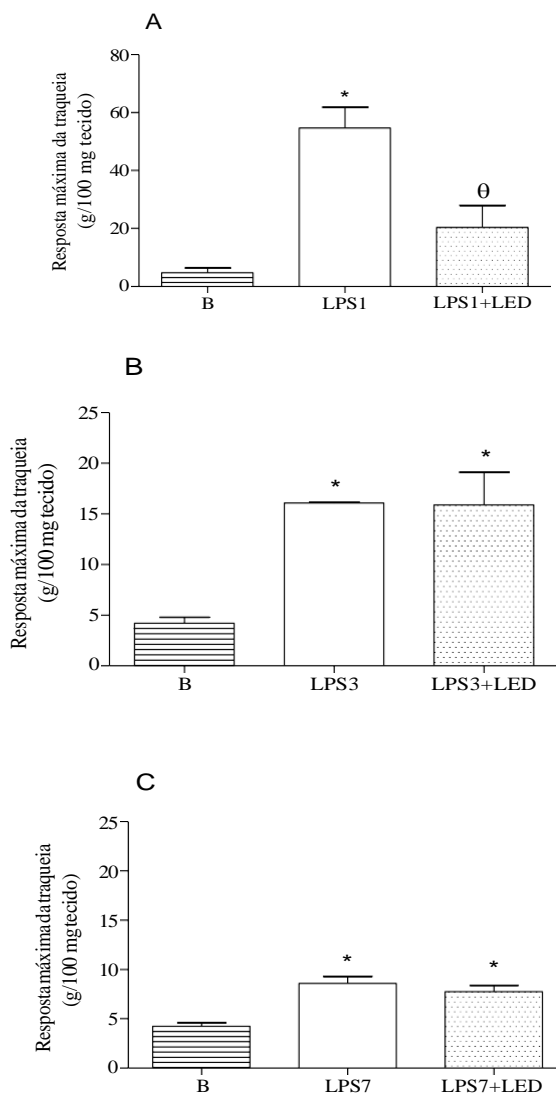 A
Resposta máxima da traqueia
(g/100 mg tecido)
80
60
40
20
0
*
θ
B
LPS1
LPS1+LED
B
Resposta máxima da traqueia
(g/100 mg tecido)
25
20
15
10
5
0
*
*
B
LPS3
LPS3+LED
C
Resposta máxima da traqueia
(g/100 mg tecido)
25
20
15
10
5
0
*
*
B
LPS7
LPS7+LED